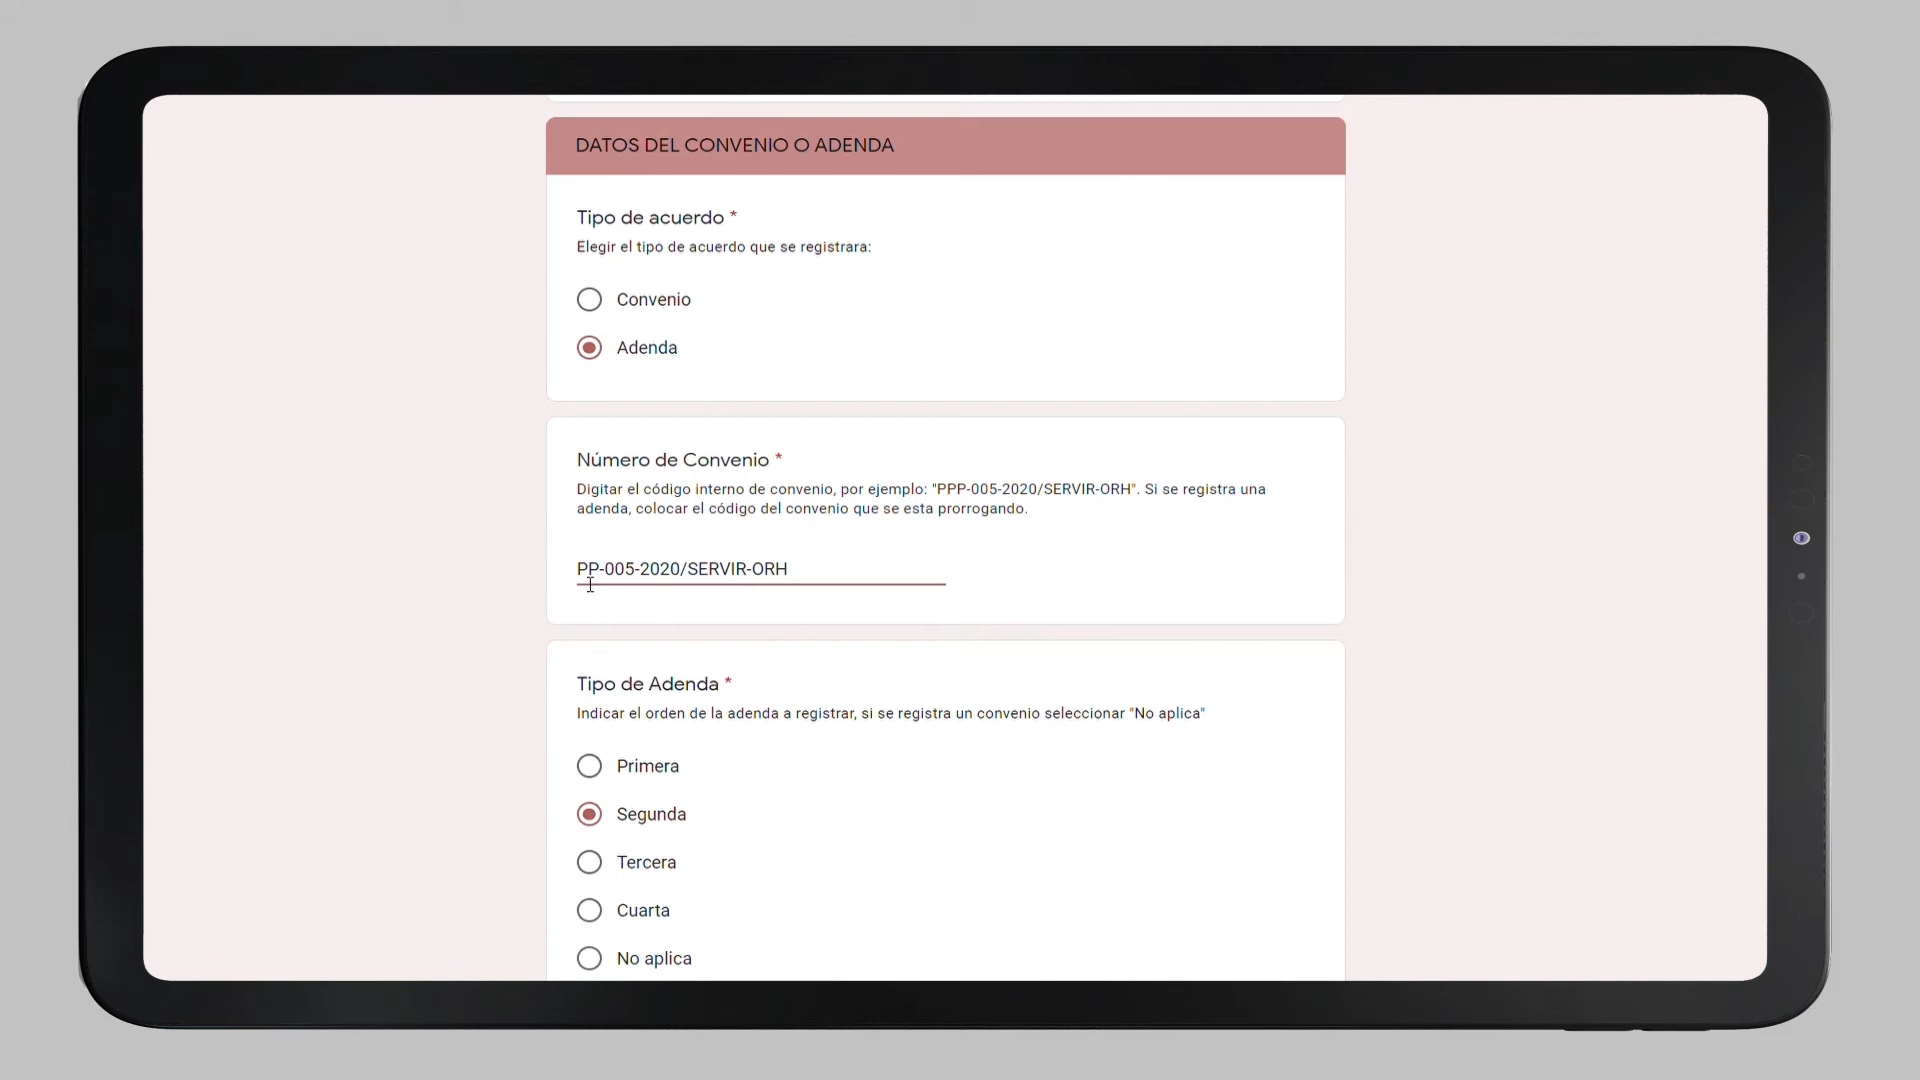 DATOS DEL CONVENIO O ADENDA
Tipo de acuerdo *
Elegir el tipo de acuerdo que se registrara:
Convenio
Adenda
Número de Convenio *
Digitar el código interno de convenio, por ejemplo: "PPP-005-2020/SERVIR-ORH". Si se registra una
adenda, colocar el código del convenio que se esta prorrogando.
PP-005-2020/SERVIR-ORH
Tipo de Adenda *
Indicar el orden de la adenda a registrar, si se registra un convenio seleccionar "No aplica"
Primera
Segunda
Tercera
Cuarta
No aplica